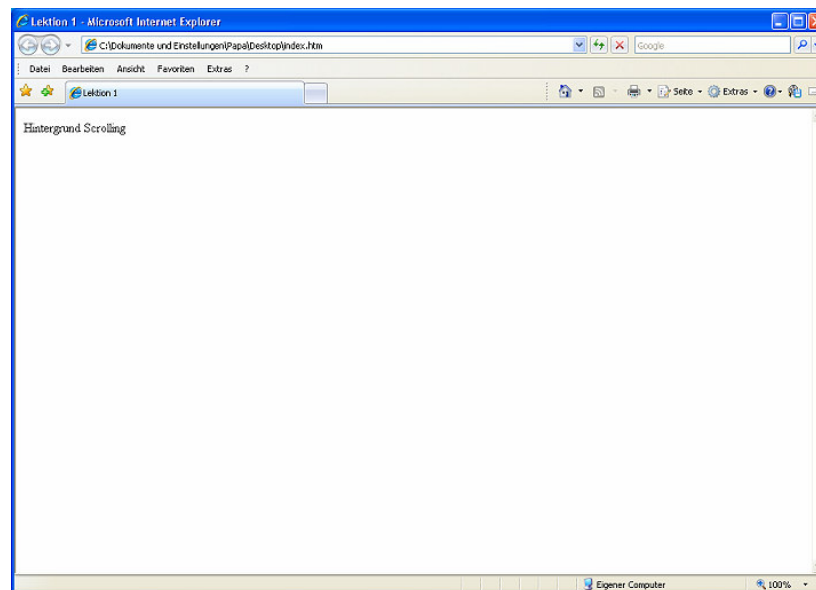 Lektion 1 - Microsoft Internet Explorer
C:\Dokumente und Einstellungen\Papa\Desktop\index.htm
Google
Datei Bearbeiten Ansicht Favoriten Extras ?
Lektion 1
Seite Extras
Hintergrund Scrolling
Eigener Computer 100%